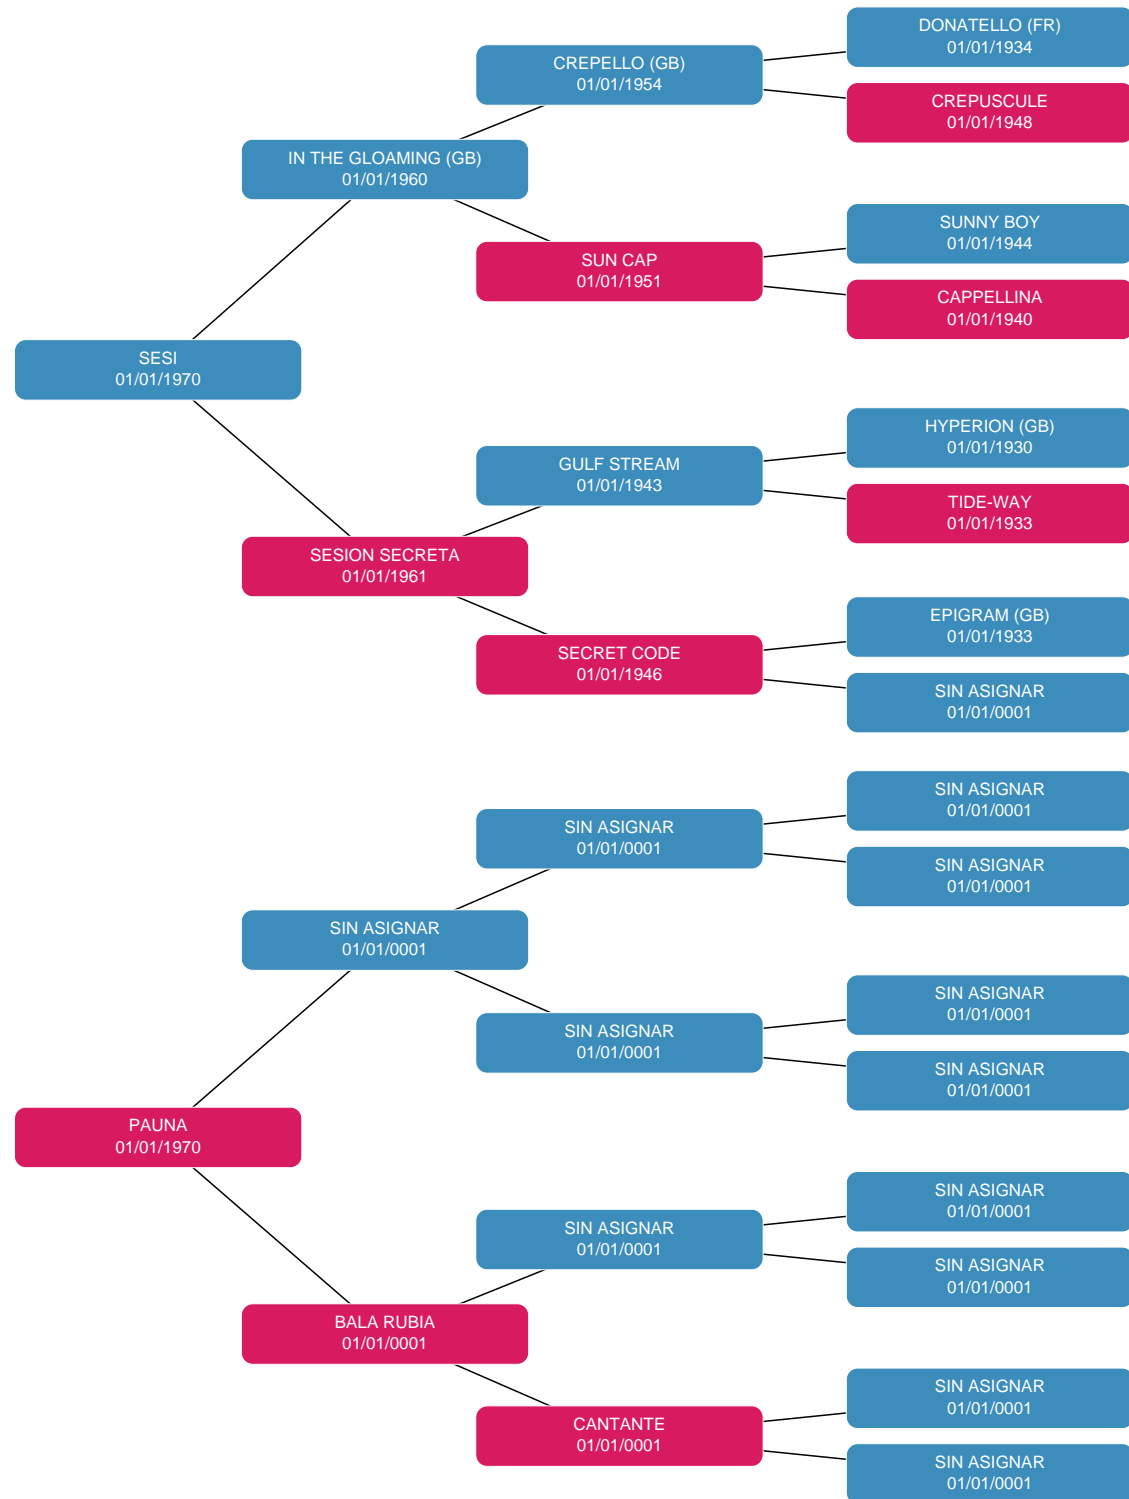 DONATELLO (FR)
01/01/1934
CREPELLO (GB)
01/01/1954
CREPUSCULE
01/01/1948
IN THE GLOAMING (GB)
01/01/1960
SUNNY BOY
01/01/1944
SUN CAP
01/01/1951
CAPPELLINA
01/01/1940
SESI
01/01/1970
HYPERION (GB)
01/01/1930
GULF STREAM
01/01/1943
TIDE-WAY
01/01/1933
SESION SECRETA
01/01/1961
EPIGRAM (GB)
01/01/1933
SECRET CODE
01/01/1946
SIN ASIGNAR
01/01/0001
SIN ASIGNAR
01/01/0001
SIN ASIGNAR
01/01/0001
SIN ASIGNAR
01/01/0001
SIN ASIGNAR
01/01/0001
SIN ASIGNAR
01/01/0001
SIN ASIGNAR
01/01/0001
SIN ASIGNAR
01/01/0001
PAUNA
01/01/1970
SIN ASIGNAR
01/01/0001
SIN ASIGNAR
01/01/0001
SIN ASIGNAR
01/01/0001
BALA RUBIA
01/01/0001
SIN ASIGNAR
01/01/0001
CANTANTE
01/01/0001
SIN ASIGNAR
01/01/0001